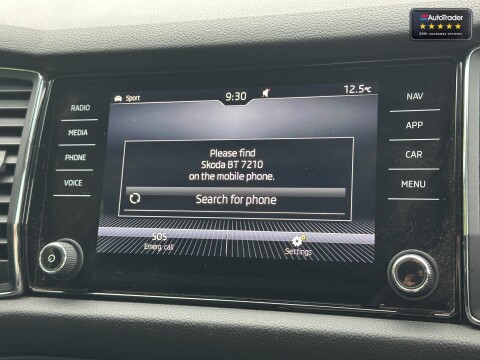 AutoTrader
RADIO
MEDIA
PHONE
VOICE
Sport
9:30
12.5°C
Please find
Skoda BT 7210
on the mobile phone.
Search for phone
SOS
Emerg. call
Settings
NAV
APP
CAR
MENU